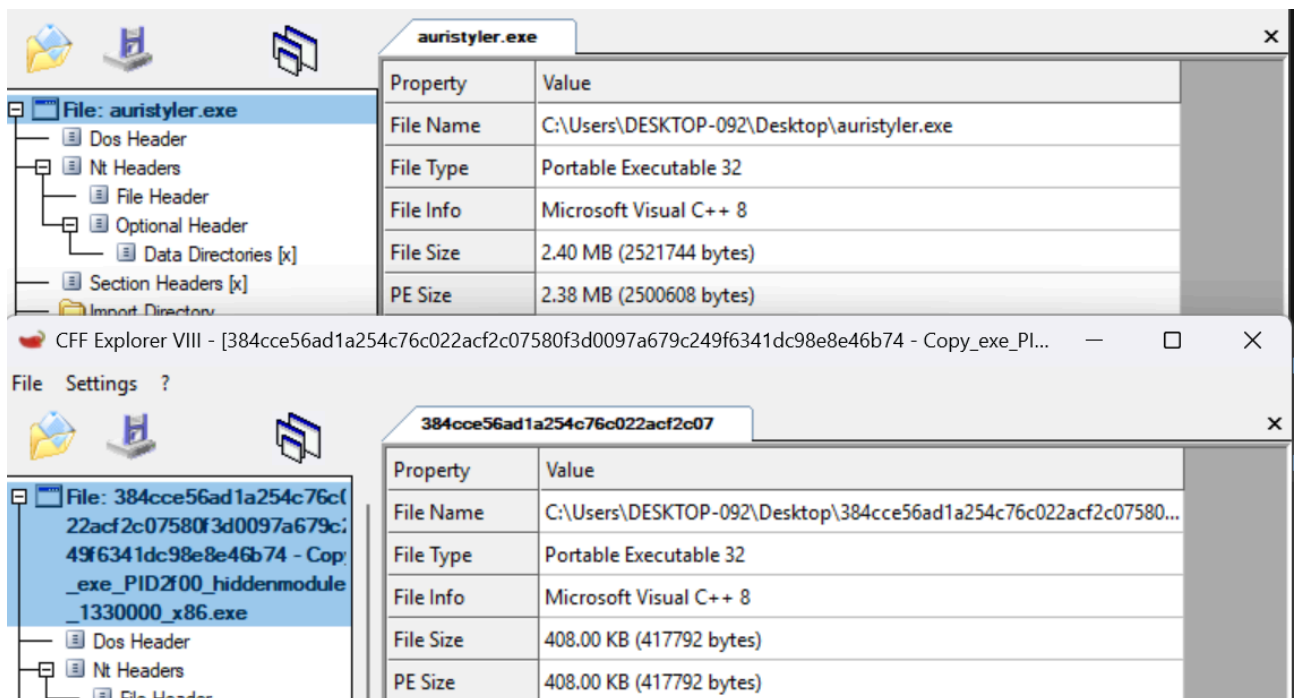 auristyler.exe
Property Value
File: auristyler.exe
File Name C:\Users\DESKTOP-092\Desktop\auristyler.exe
Dos Header
Nt Headers
File Type Portable Executable 32
File Header
File Info Microsoft Visual C++ 8
Optional Header
Data Directories [x]
File Size 2.40 MB (2521744 bytes)
Section Headers [x]
PE Size 2.38 MB (2500608 bytes)
Import Directory
CFF Explorer VIII - [384cce56ad1a254c76c022acf2c07580f3d0097a679c249f6341dc98e8e46b74 - Copy_exe_PI...
File Settings ?
384cce56ad1a254c76c022acf2c07
Property Value
File: 384cce56ad1a254c76c(
22acf2c07580f3d0097a679c2
49f6341dc98e8e46b74 - Cop
_exe_PID2f00_hiddenmodule
_1330000_x86.exe
File Name C:\Users\DESKTOP-092\Desktop\384cce56ad1a254c76c022acf2c07580...
File Type Portable Executable 32
File Info Microsoft Visual C++ 8
Dos Header
File Size 408.00 KB (417792 bytes)
Nt Headers
PE Size 408.00 KB (417792 bytes)
File Header